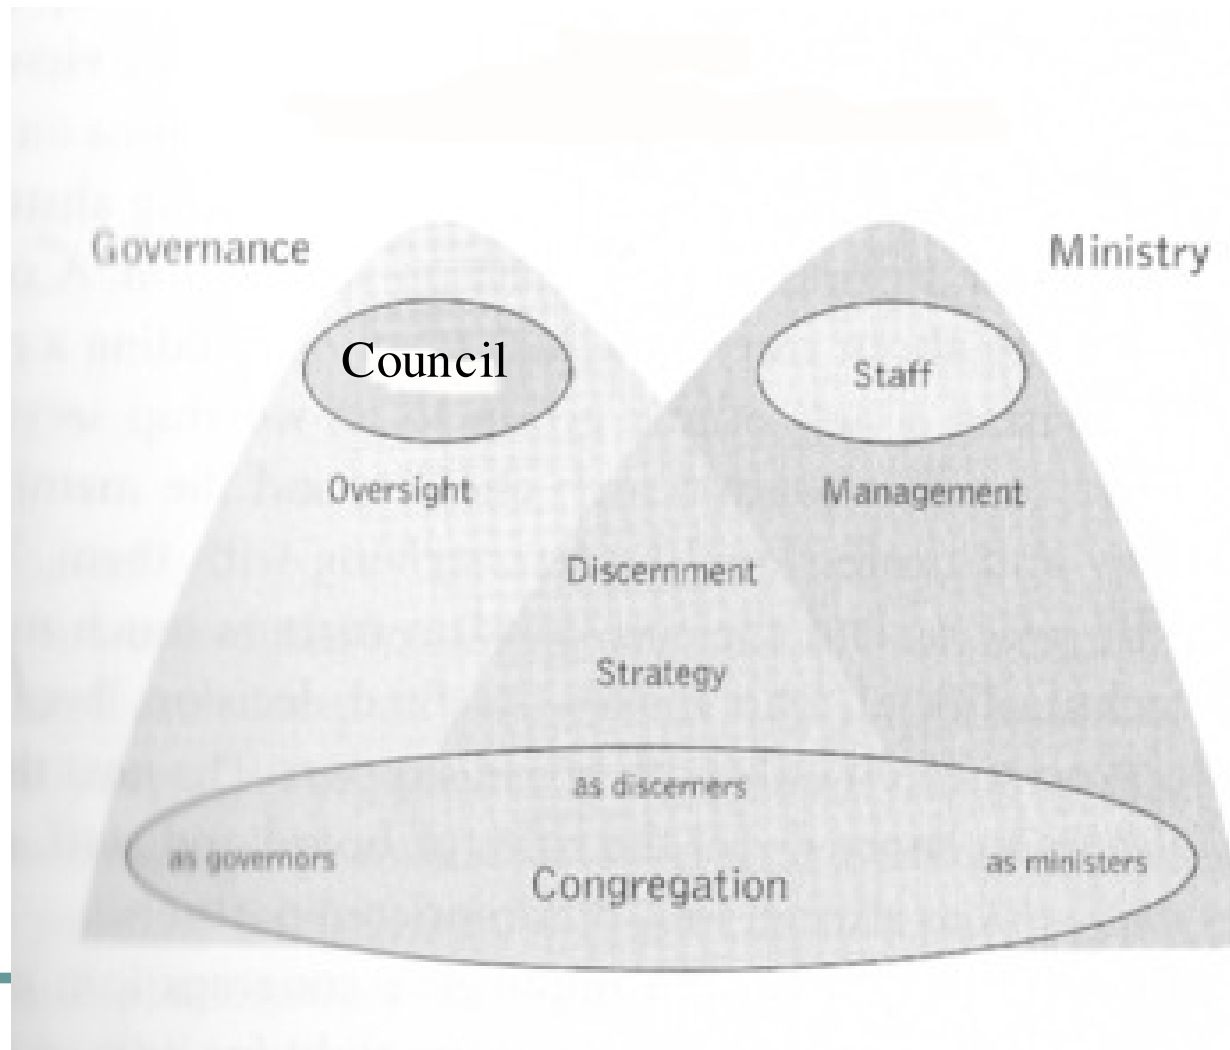 Governance
Ministry
Council
Staff
Oversight
Management
Discernment
Strategy
as discerners
as governors
as ministers
Congregation